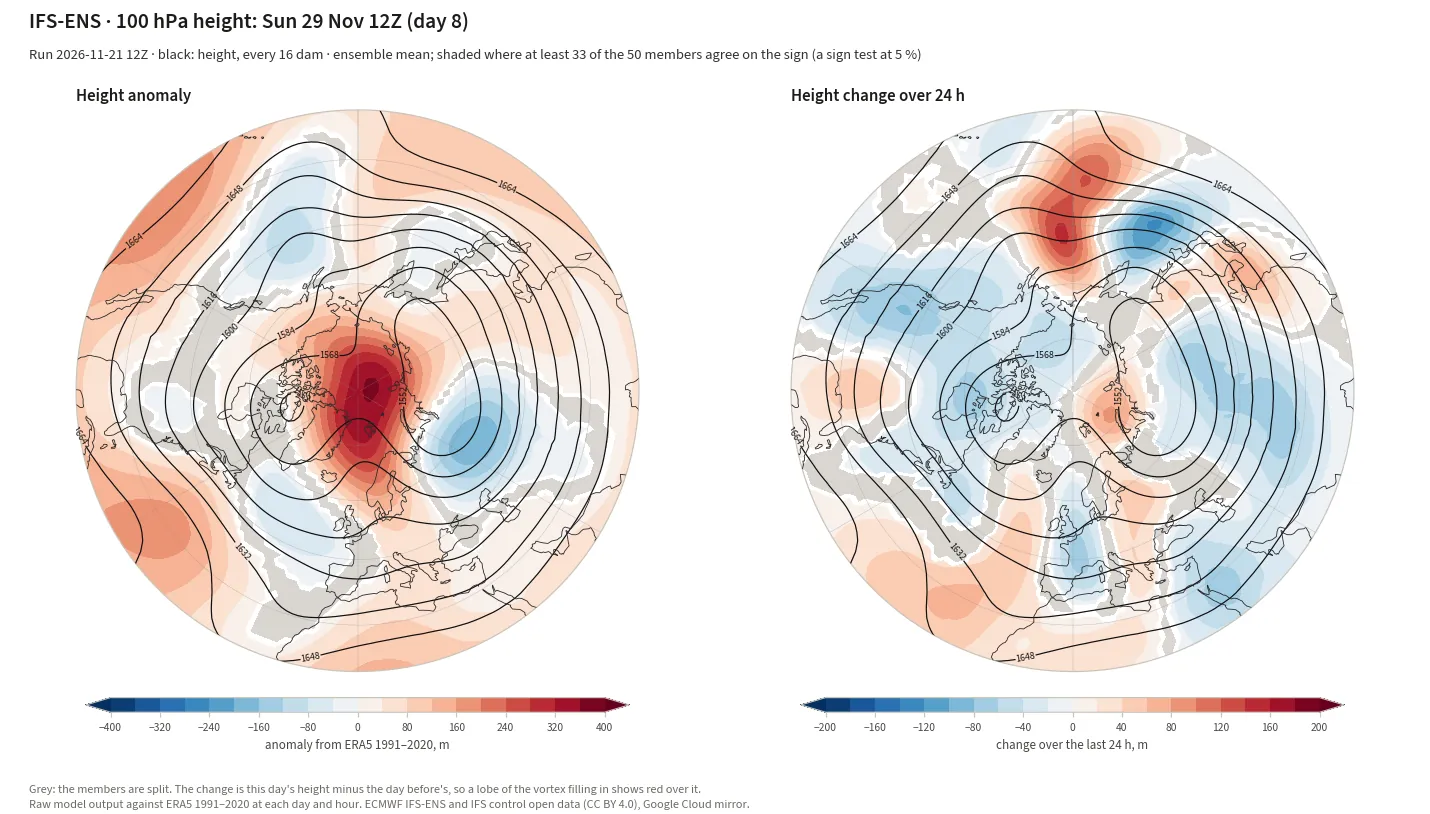 IFS-ENS · 100 hPa height: Sun 29 Nov 12Z (day 8)
Run 2026-11-21 12Z · black: height, every 16 dam · ensemble mean; shaded where at least 33 of the 50 members agree on the sign (a sign test at 5 %)
Height anomaly
Height change over 24 h
1664
1648
1664
1616
1600
1584
1568
1552
1664
1632
1648
1664
1648
1664
1616
1600
1584
1568
1552
1664
1632
1648
−400 −320 −240 −160 −80 0 80 160 240 320 400
anomaly from ERA5 1991–2020, m
−200 −160 −120 −80 −40 0 40 80 120 160 200
change over the last 24 h, m
Grey: the members are split. The change is this day's height minus the day before's, so a lobe of the vortex filling in shows red over it.
Raw model output against ERA5 1991–2020 at each day and hour. ECMWF IFS-ENS and IFS control open data (CC BY 4.0), Google Cloud mirror.